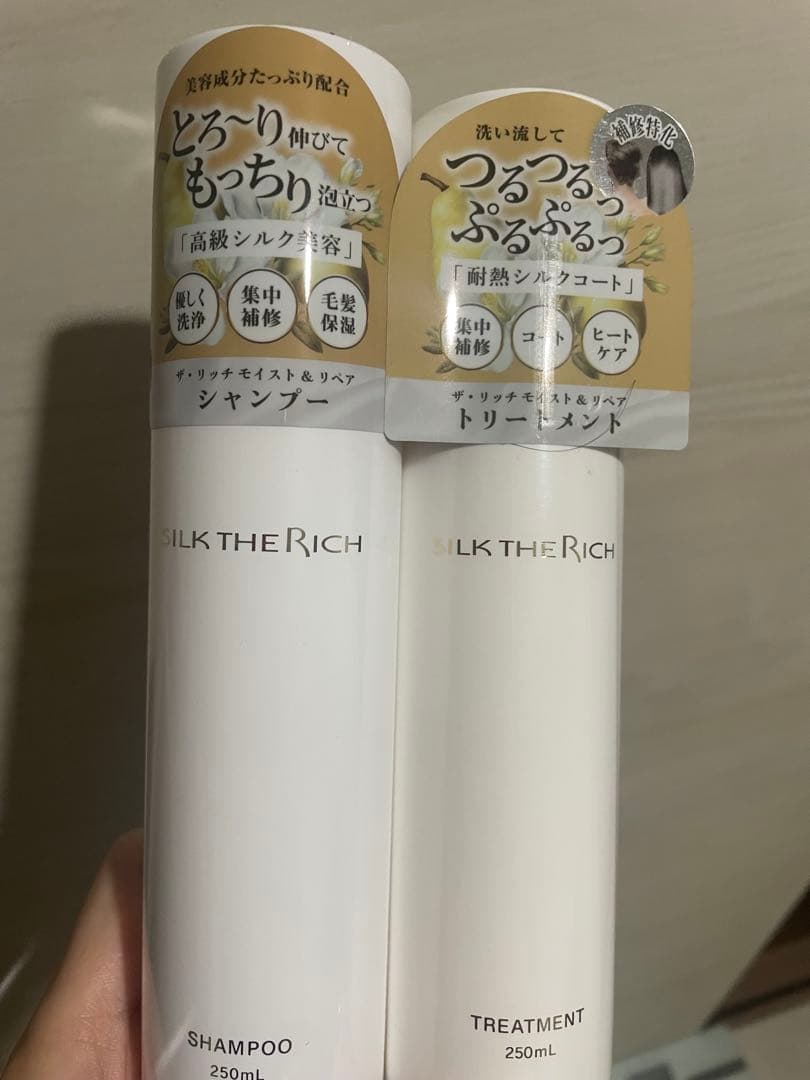 美容成分たっぷり配合
とろ〜り伸びて
もっちり泡立つ
「高級シルク美容」
優しく
洗浄
集中
補修
毛髪
保湿
ザ・リッチ モイスト & リペア
シャンプー
SILK THE RICH
SHAMPOO
250mL
補修特化
洗い流して
つるつるっ
ぷるぷるっ
「耐熱シルクコート」
集中
補修
コート
ヒート
ケア
ザ・リッチ モイスト & リペア
トリートメント
SILK THE RICH
TREATMENT
250mL